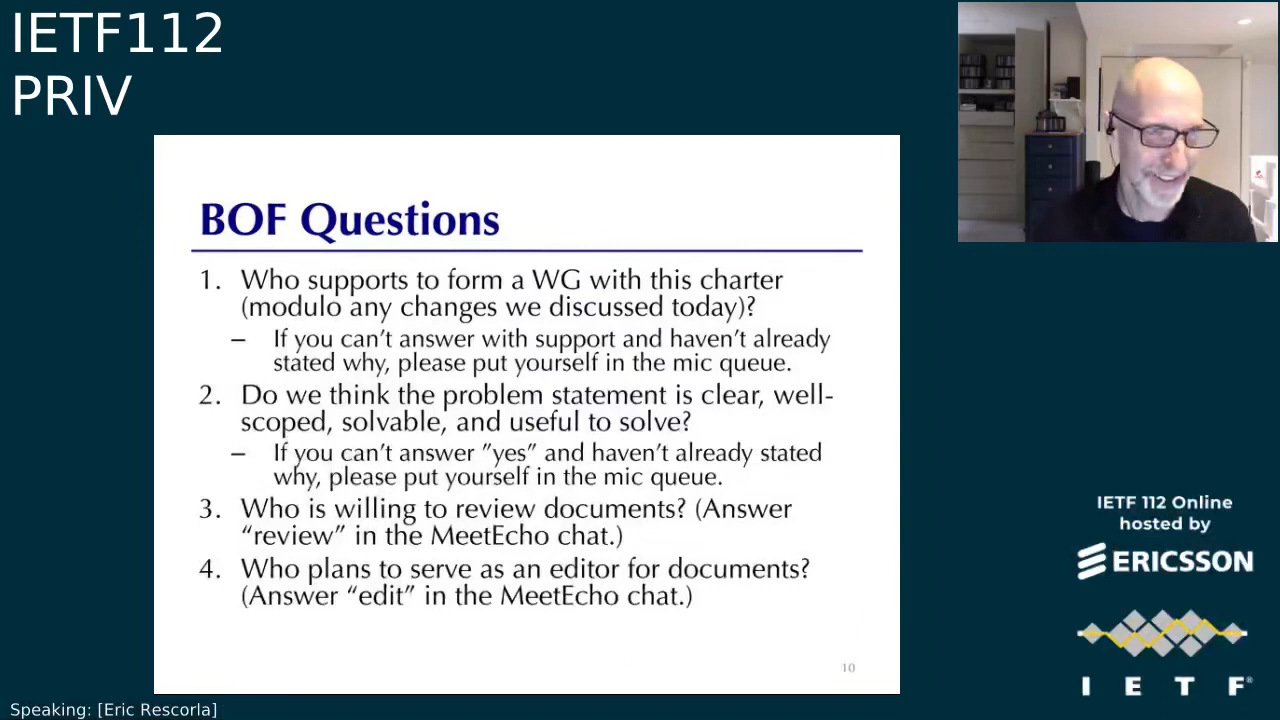 IETF112
PRIV
BOF Questions
1. Who supports to form a WG with this charter
(modulo any changes we discussed today)?
– If you can’t answer with support and haven’t already
stated why, please put yourself in the mic queue.
2. Do we think the problem statement is clear, well-
scoped, solvable, and useful to solve?
– If you can’t answer ”yes” and haven’t already stated
why, please put yourself in the mic queue.
3. Who is willing to review documents? (Answer
“review” in the MeetEcho chat.)
4. Who plans to serve as an editor for documents?
(Answer “edit” in the MeetEcho chat.)
10
IETF 112 Online
hosted by
ERICSSON
I E T F®
Speaking: [Eric Rescorla]